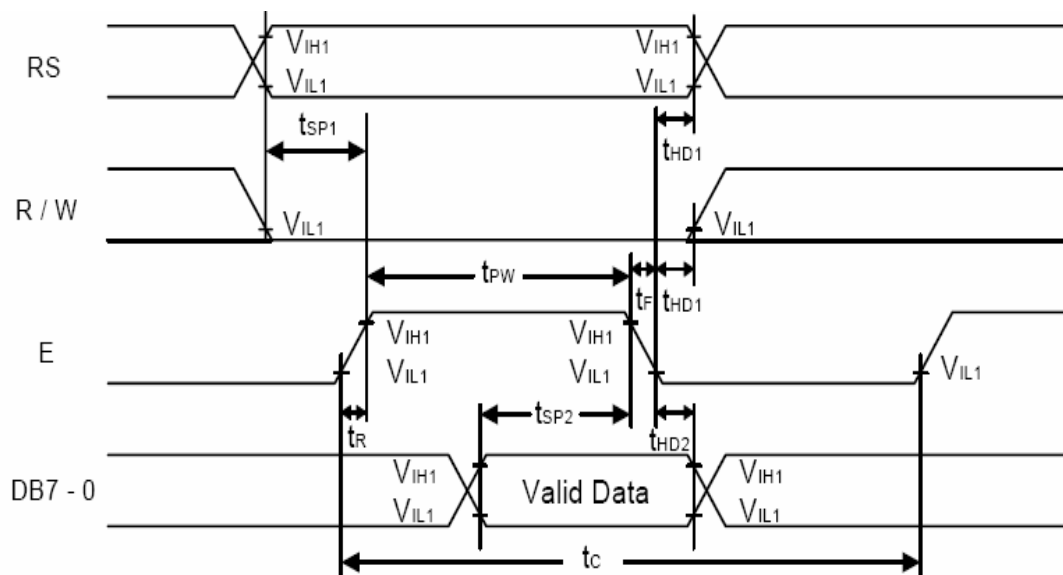 RS
VIH1
VIL1
VIH1
VIL1
tSP1
tHD1
R / W
VIL1
VIL1
tPW
tF
tHD1
E
VIH1
VIL1
VIH1
VIL1
VIL1
tR
tSP2
tHD2
DB7 - 0
VIH1
VIL1
Valid Data
VIH1
VIL1
tC